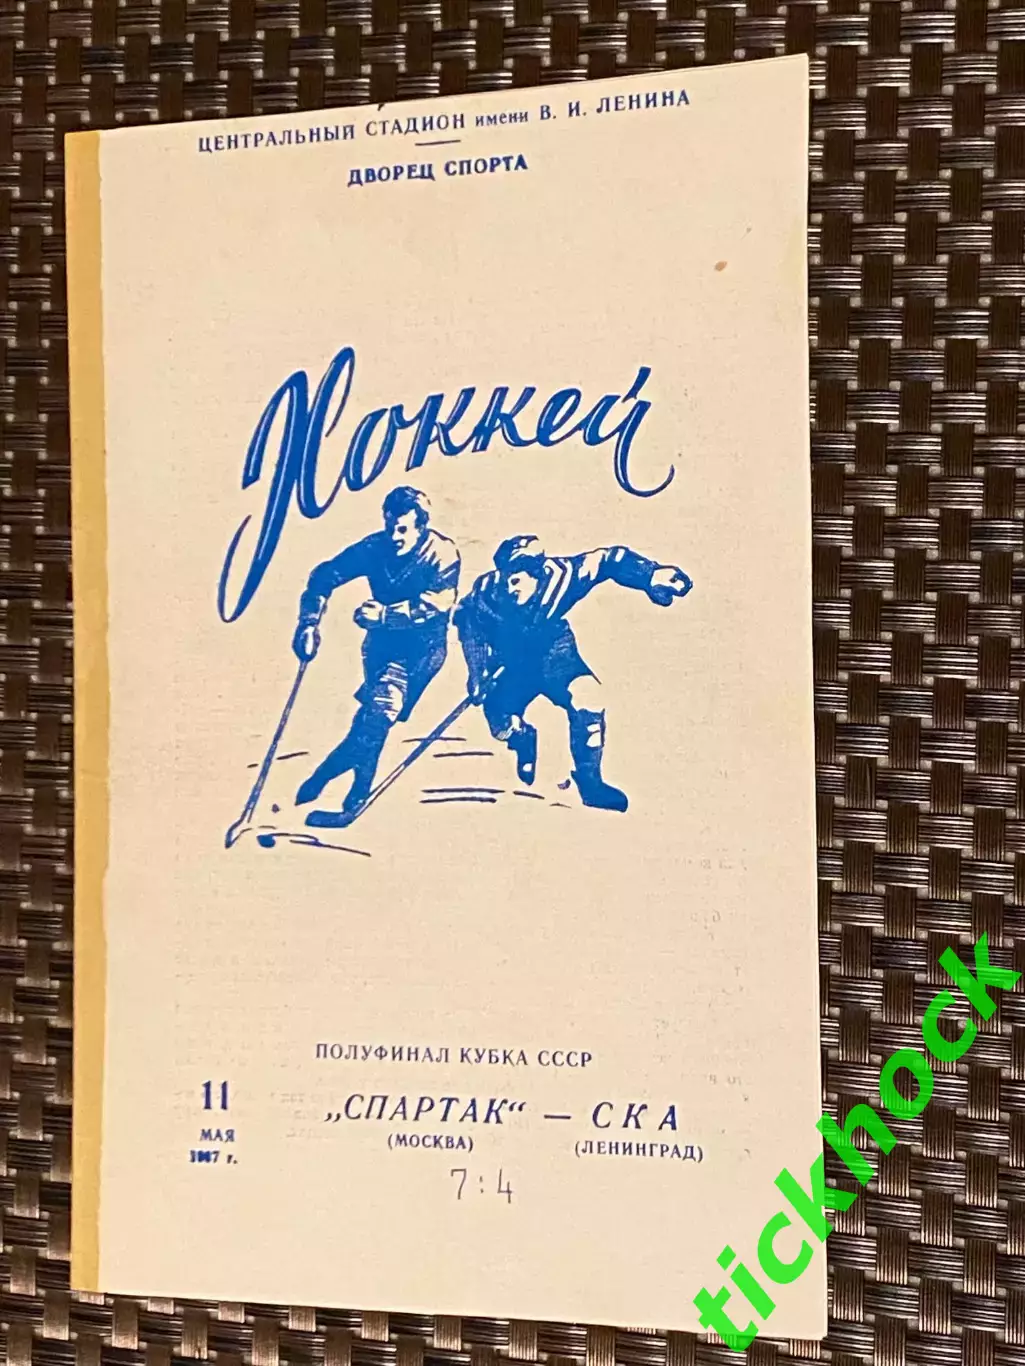 ЦЕНТРАЛЬНЫЙ СТАДИОН имени В. И. ЛЕНИНА
ДВОРЕЦ СПОРТА
Хоккей
ПОЛУФИНАЛ КУБКА СССР
11
МАЯ
1967 г.
„СПАРТАК“ — СКА
(МОСКВА) (ЛЕНИНГРАД)
7:4
tickhock